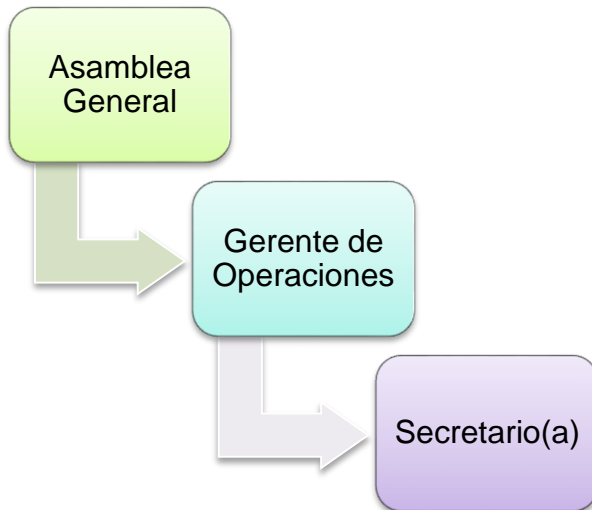 Asamblea
General
Gerente de
Operaciones
Secretario(a)